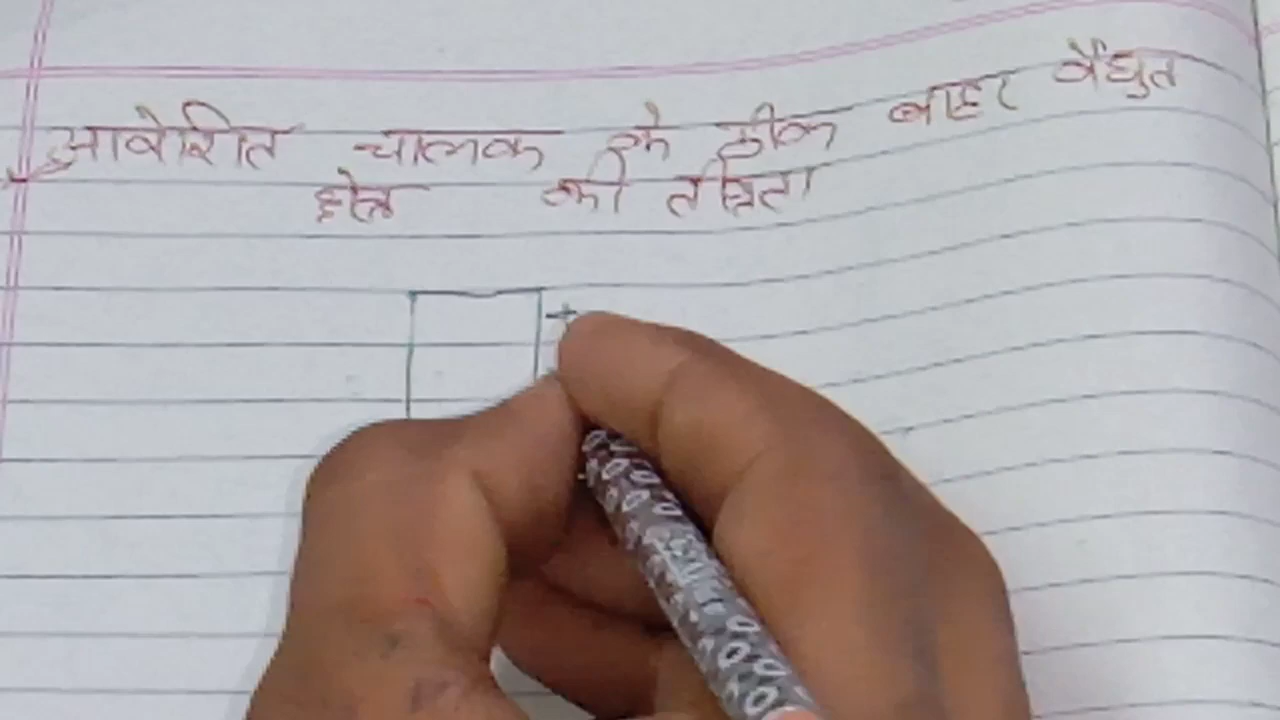 आवेशित चालक के ठीक बाहर वैद्युत
क्षेत्र की तीव्रता
+